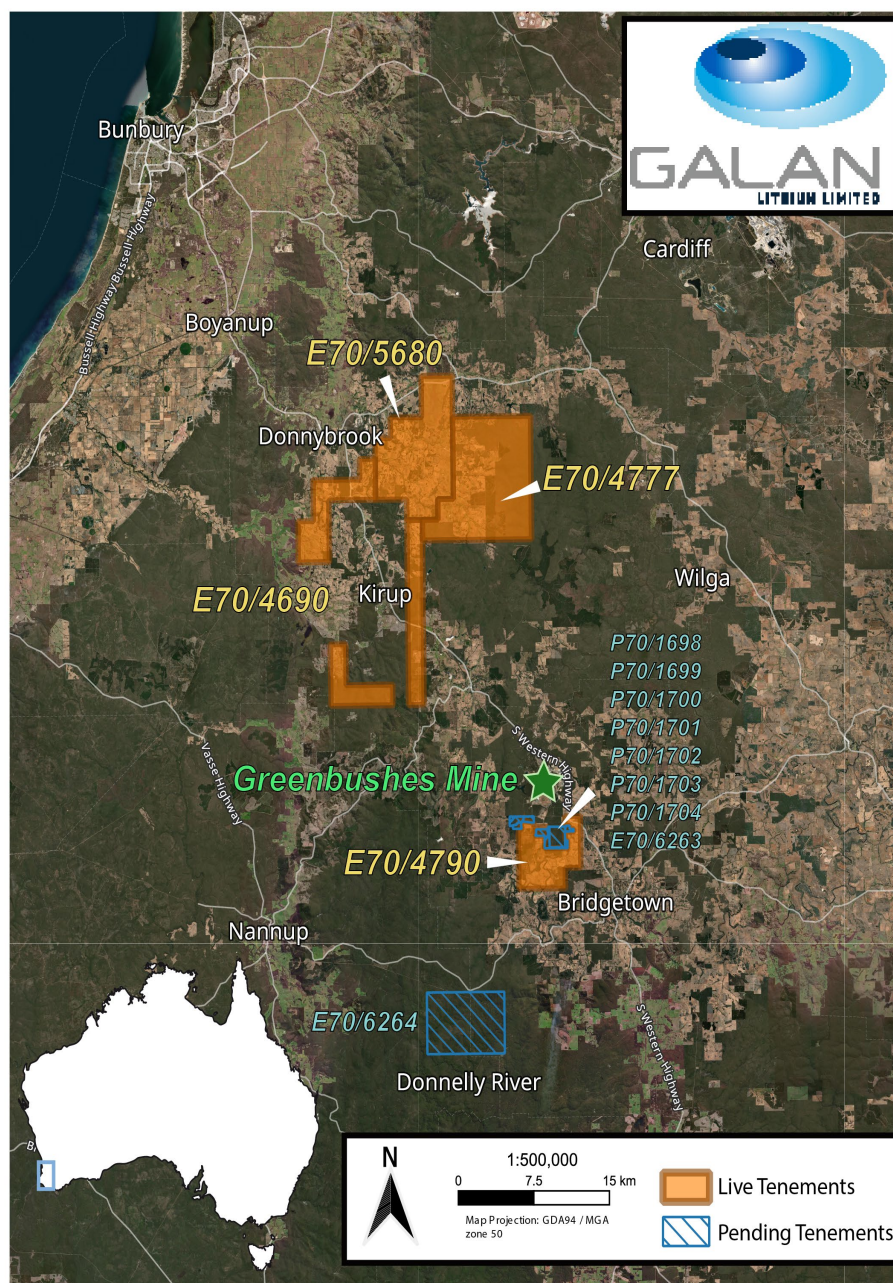 GALAN
LITHIUM LIMITED
Bunbury
Bussell Highway
Bussell Highway
Cardiff
Boyanup
E70/5680
Donnybrook
E70/4777
Wilga
E70/4690
Kirup
P70/1698
P70/1699
P70/1700
P70/1701
P70/1702
P70/1703
P70/1704
E70/6263
S Western Highway
Vasse Highway
Greenbushes Mine
E70/4790
Bridgetown
Nannup
E70/6264
Donnelly River
S Western Highway
B,
N
1:500,000
0 7.5 15 km
Map Projection: GDA94 / MGA
zone 50
Live Tenements
Pending Tenements